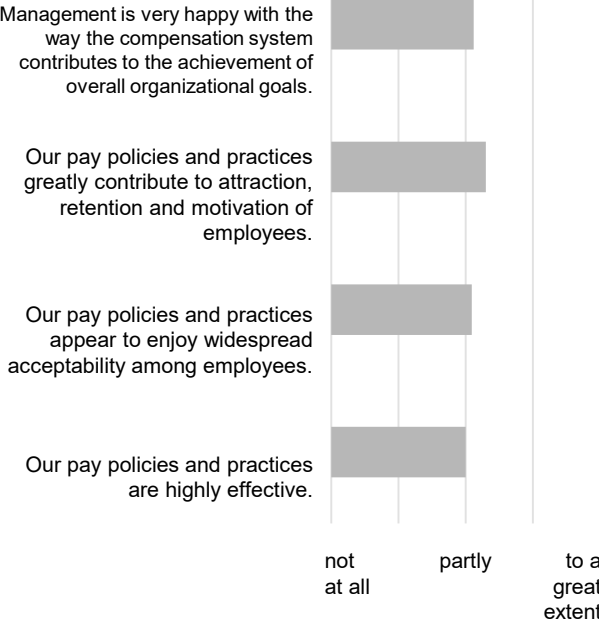 Management is very happy with the
way the compensation system
contributes to the achievement of
overall organizational goals.
Our pay policies and practices
greatly contribute to attraction,
retention and motivation of
employees.
Our pay policies and practices
appear to enjoy widespread
acceptability among employees.
Our pay policies and practices
are highly effective.
not
at all
partly
to a
great
extent